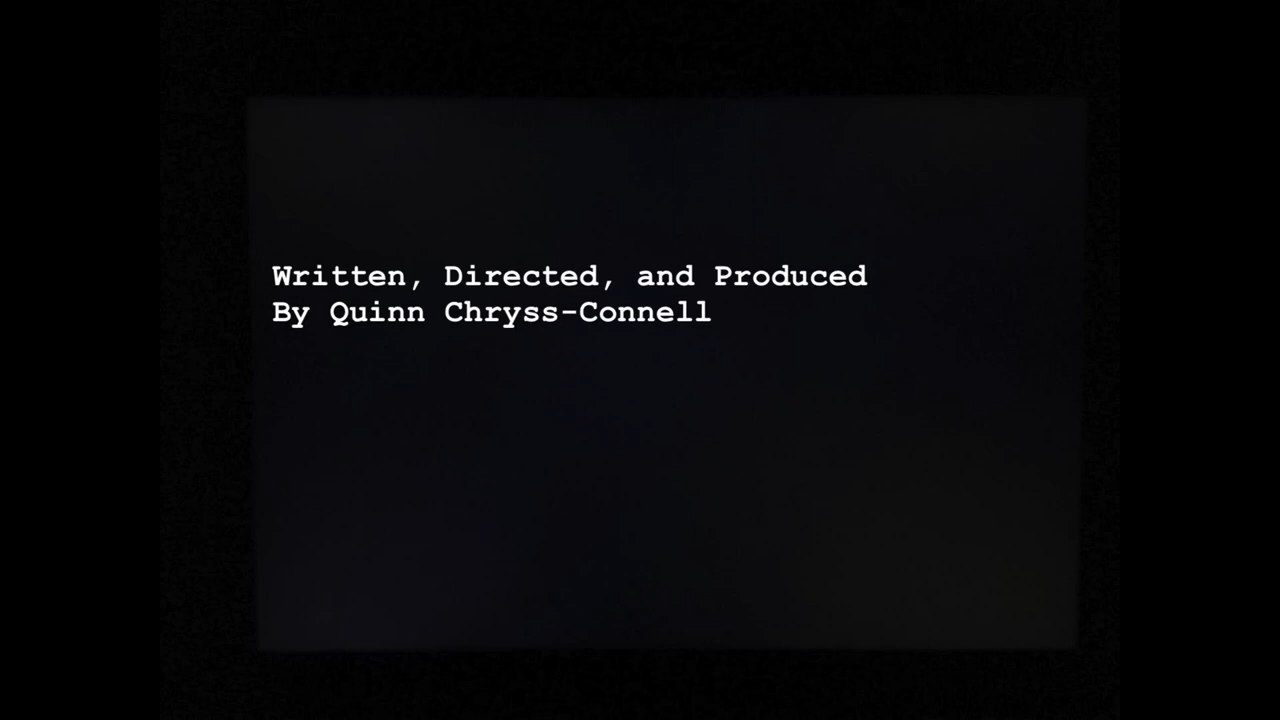 Written, Directed, and Produced
By Quinn Chryss-Connell